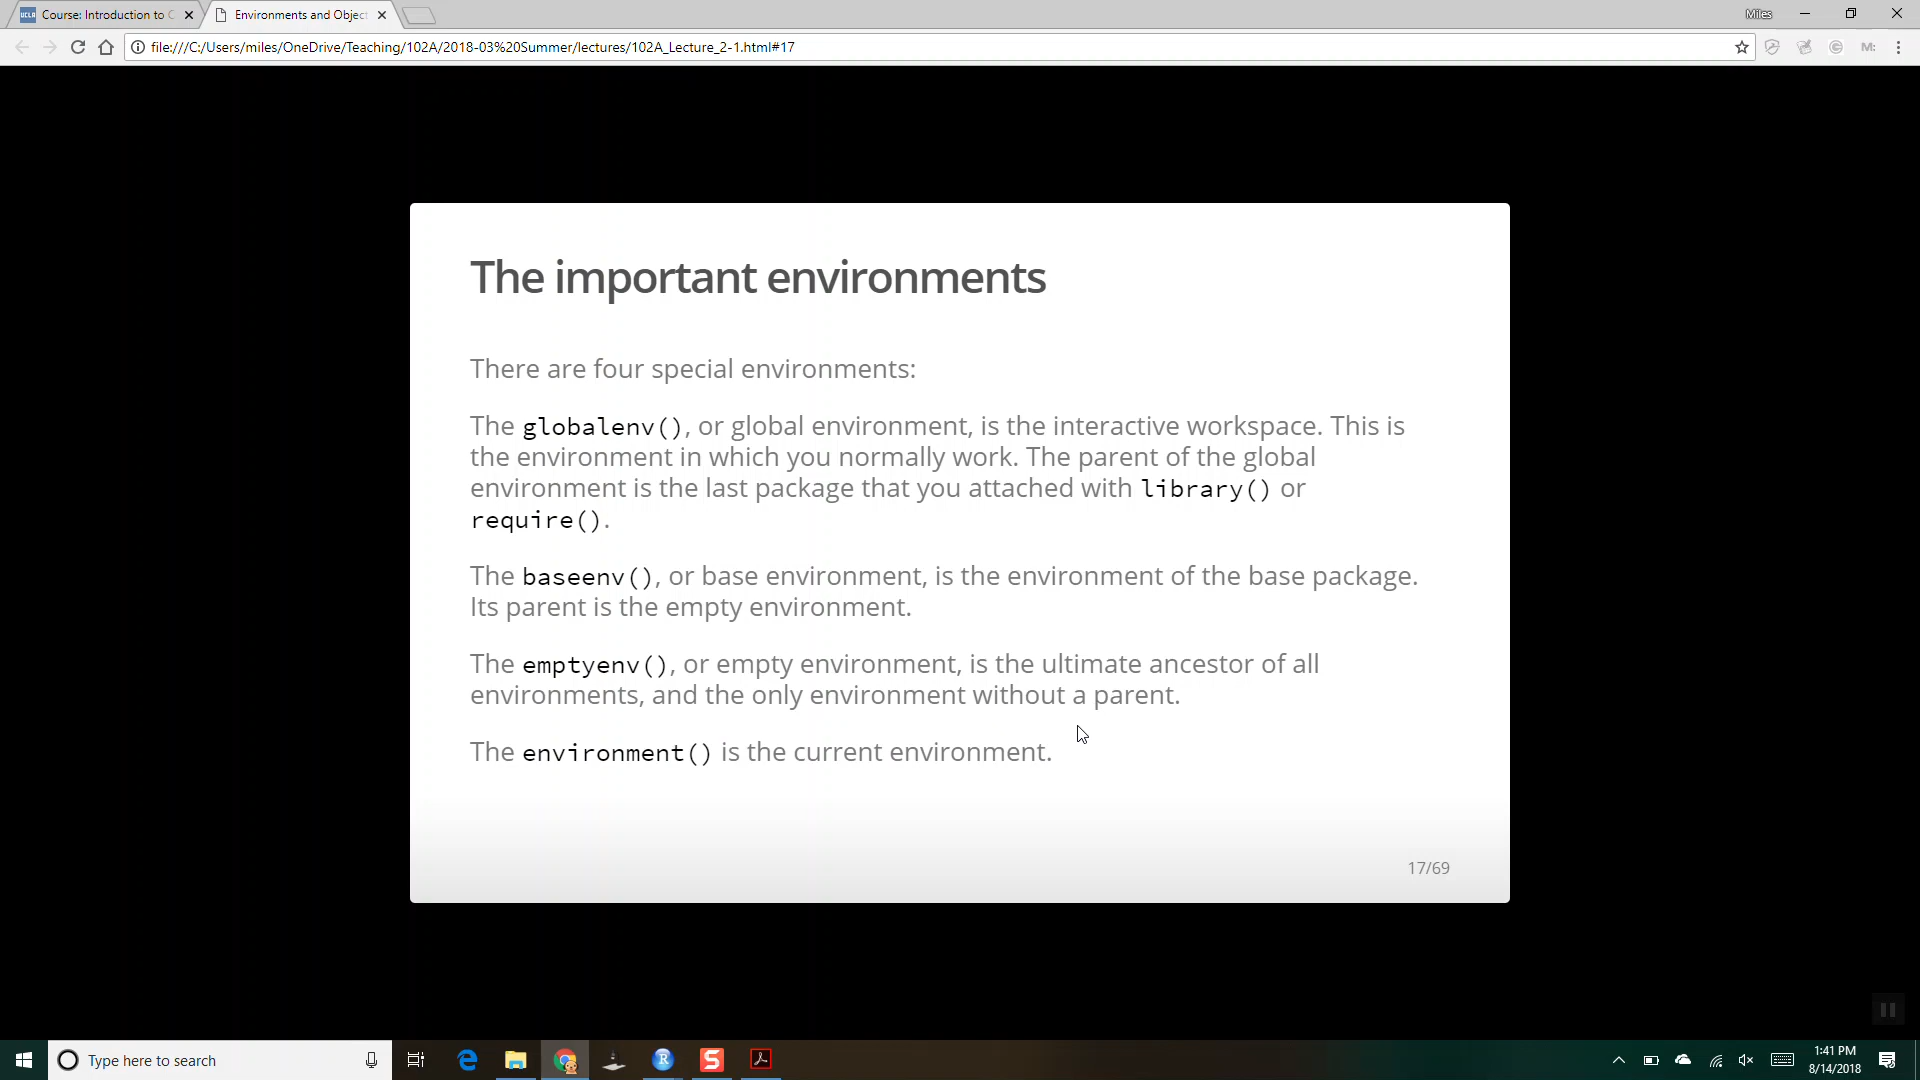 Course: Introduction to C
Environments and Object
Miles
file:///C:/Users/miles/OneDrive/Teaching/102A/2018-03%20Summer/lectures/102A_Lecture_2-1.html#17
The important environments
There are four special environments:
The globalenv(), or global environment, is the interactive workspace. This is
the environment in which you normally work. The parent of the global
environment is the last package that you attached with library() or
require().
The baseenv(), or base environment, is the environment of the base package.
Its parent is the empty environment.
The emptyenv(), or empty environment, is the ultimate ancestor of all
environments, and the only environment without a parent.
The environment() is the current environment.
17/69
Type here to search
1:41 PM
8/14/2018